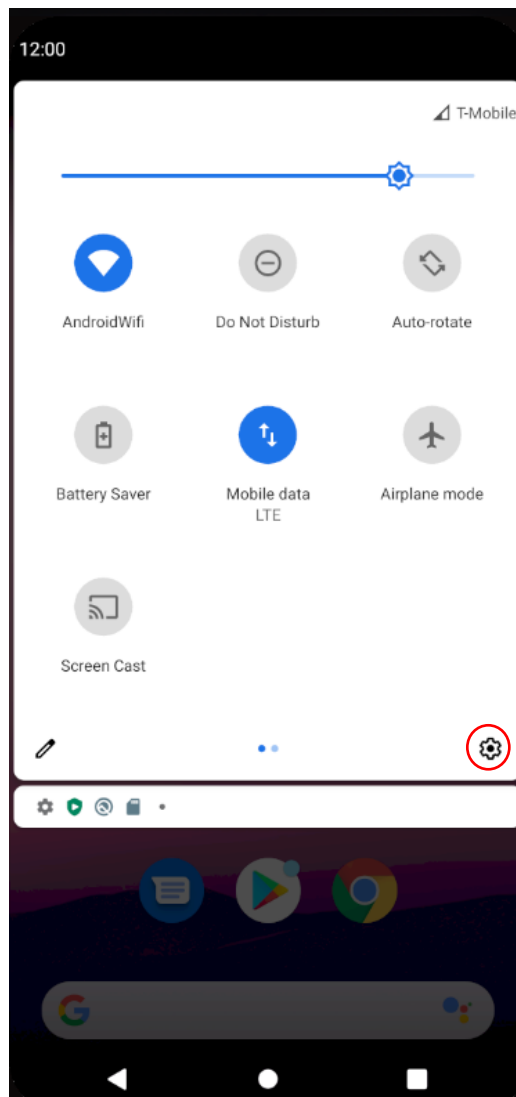 12:00
T-Mobile
AndroidWifi
Do Not Disturb
Auto-rotate
Battery Saver
Mobile data
LTE
Airplane mode
Screen Cast